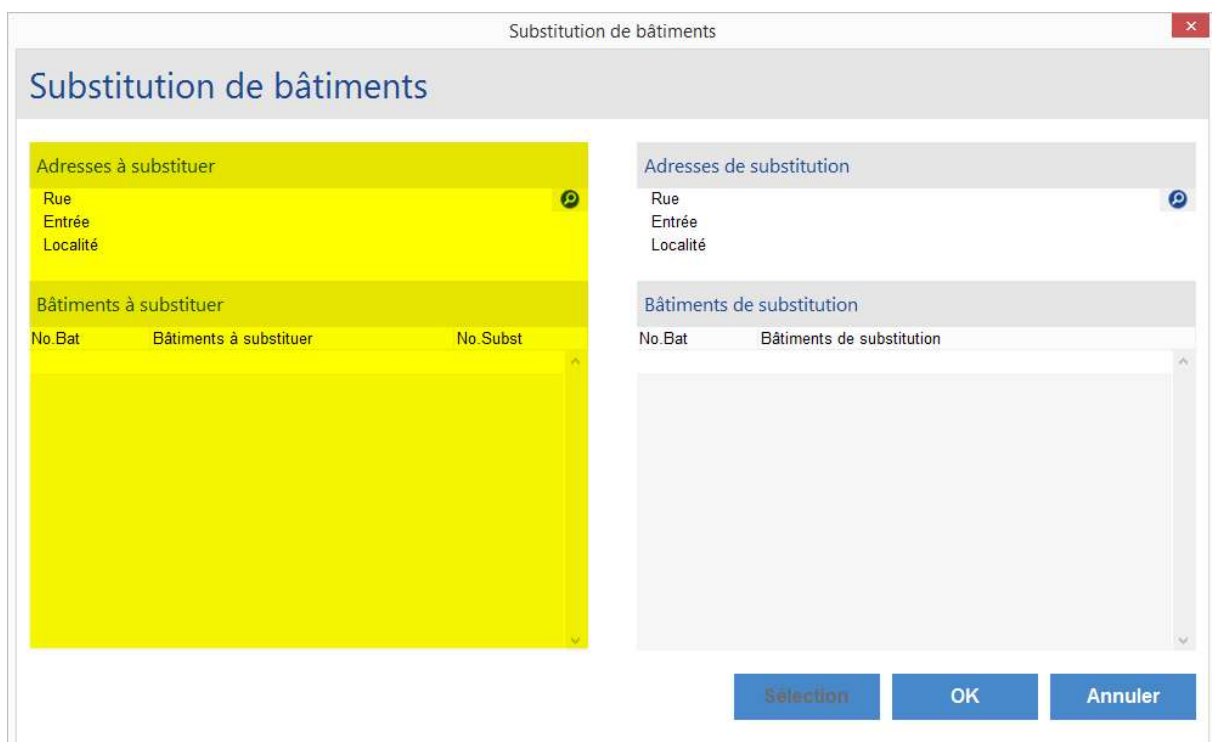 Substitution de bâtiments
Substitution de bâtiments
Adresses à substituer
Rue
Entrée
Localité
Bâtiments à substituer
No.Bat Bâtiments à substituer No.Subst
Adresses de substitution
Rue
Entrée
Localité
Bâtiments de substitution
No.Bat Bâtiments de substitution
Sélection OK Annuler